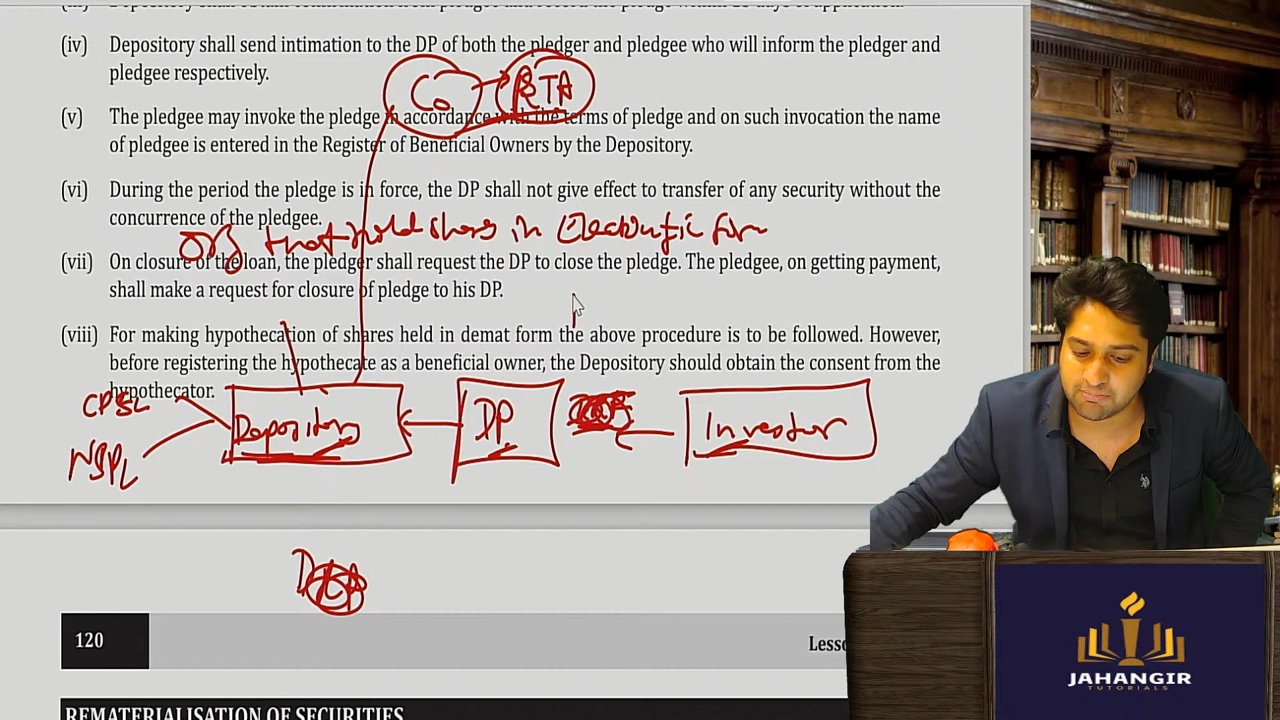 (iv) Depository shall send intimation to the DP of both the pledger and pledgee who will inform the pledger and
pledgee respectively.
Co RTA
(v) The pledgee may invoke the pledge in accordance with the terms of pledge and on such invocation the name
of pledgee is entered in the Register of Beneficial Owners by the Depository.
(vi) During the period the pledge is in force, the DP shall not give effect to transfer of any security without the
concurrence of the pledgee.
Org that hold shares in Electronic form
(vii) On closure of the loan, the pledger shall request the DP to close the pledge. The pledgee, on getting payment,
shall make a request for closure of pledge to his DP.
(viii) For making hypothecation of shares held in demat form the above procedure is to be followed. However,
before registering the hypothecate as a beneficial owner, the Depository should obtain the consent from the
hypothecator.
CDSL
NSDL
Depository DP Investor
120 Lesso
REMATERIALISATION OF SECURITIES
JAHANGIR
TUTORIALS